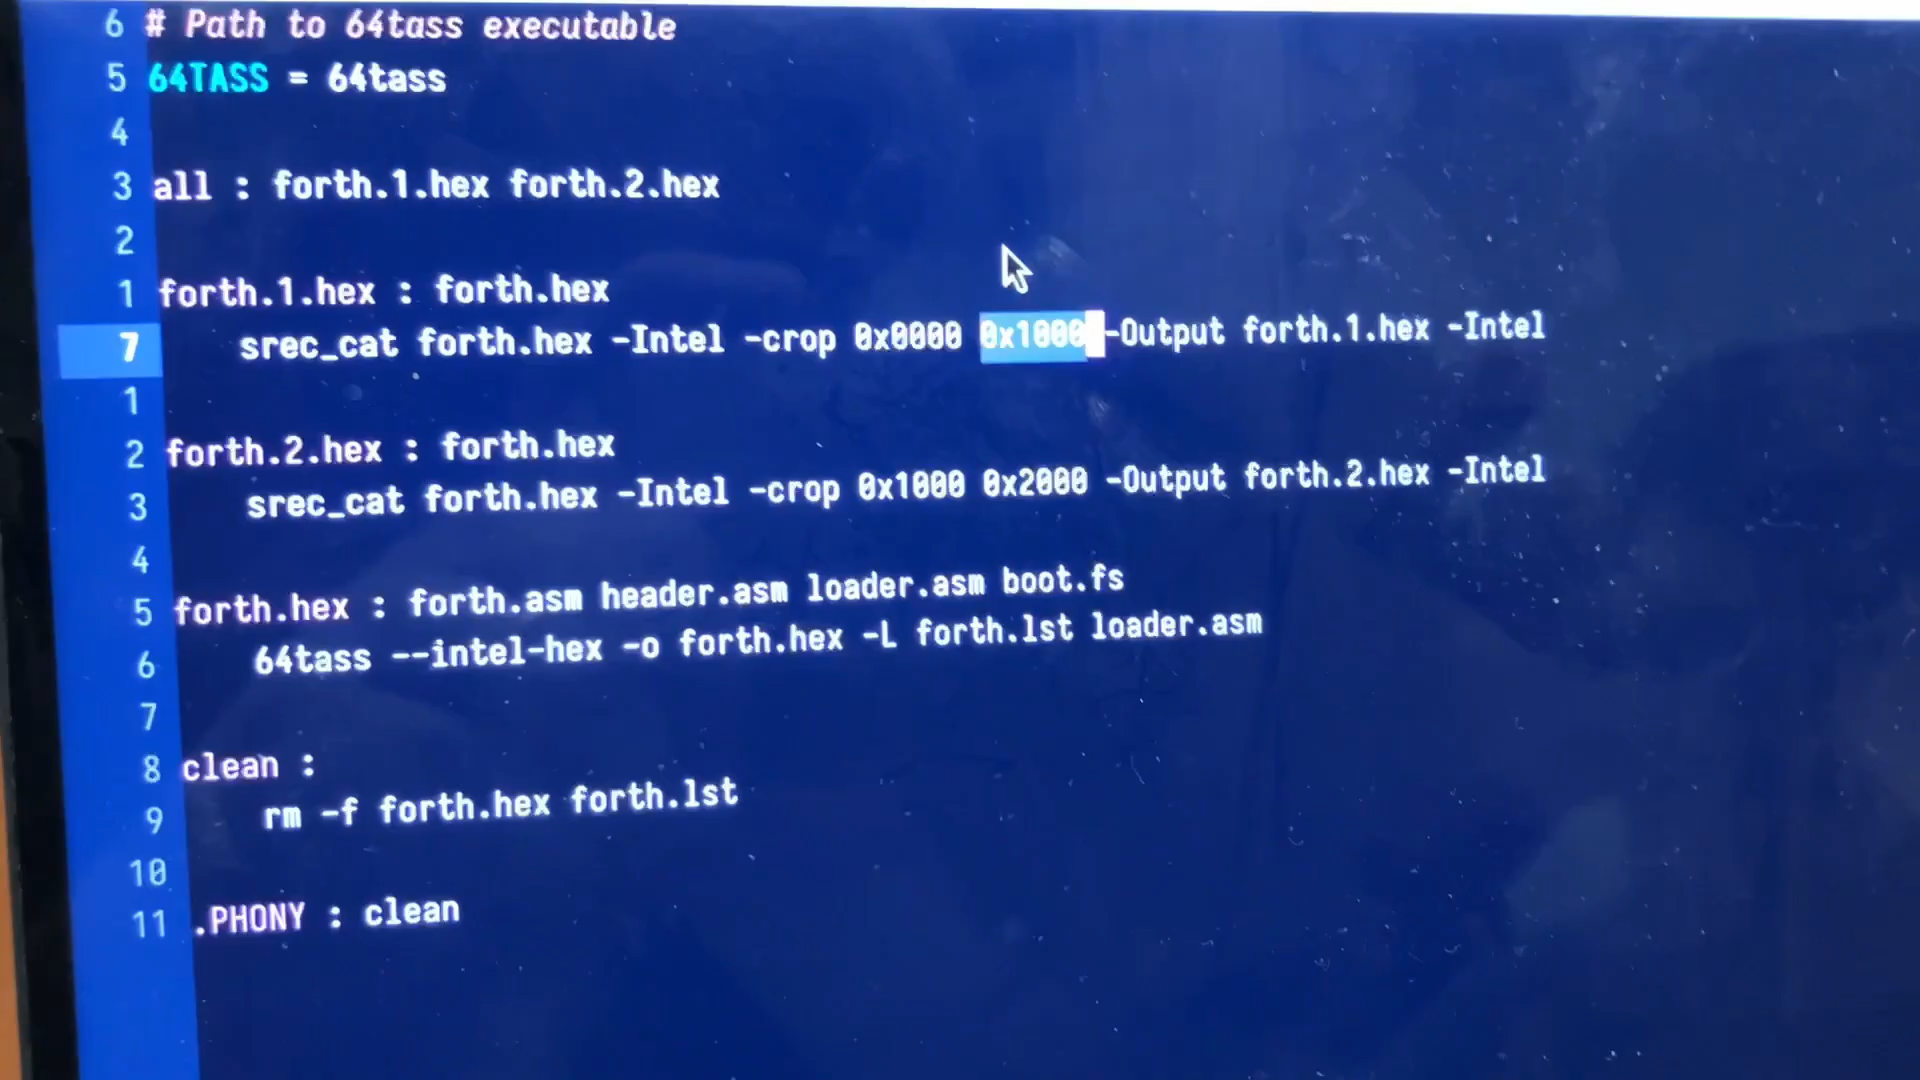 6 # Path to 64tass executable
5 64TASS = 64tass
4
3 all : forth.1.hex forth.2.hex
2
1 forth.1.hex : forth.hex
7 srec_cat forth.hex -Intel -crop 0x0000 0x1000 -Output forth.1.hex -Intel
1
2 forth.2.hex : forth.hex
3 srec_cat forth.hex -Intel -crop 0x1000 0x2000 -Output forth.2.hex -Intel
4
5 forth.hex : forth.asm header.asm loader.asm boot.fs
6 64tass --intel-hex -o forth.hex -L forth.lst loader.asm
7
8 clean :
9 rm -f forth.hex forth.lst
10
11 .PHONY : clean